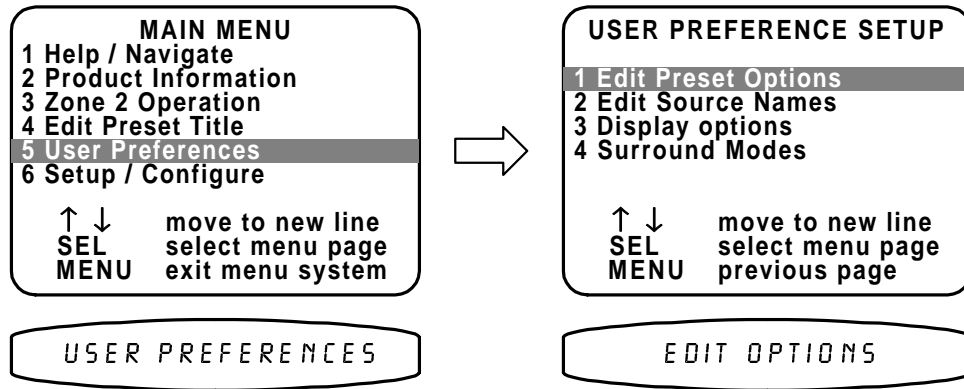 MAIN MENU
1 Help / Navigate
2 Product Information
3 Zone 2 Operation
4 Edit Preset Title
5 User Preferences
6 Setup / Configure
↑ ↓ move to new line
SEL select menu page
MENU exit menu system
USER PREFERENCES
USER PREFERENCE SETUP
1 Edit Preset Options
2 Edit Source Names
3 Display options
4 Surround Modes
↑ ↓ move to new line
SEL select menu page
MENU previous page
EDIT OPTIONS